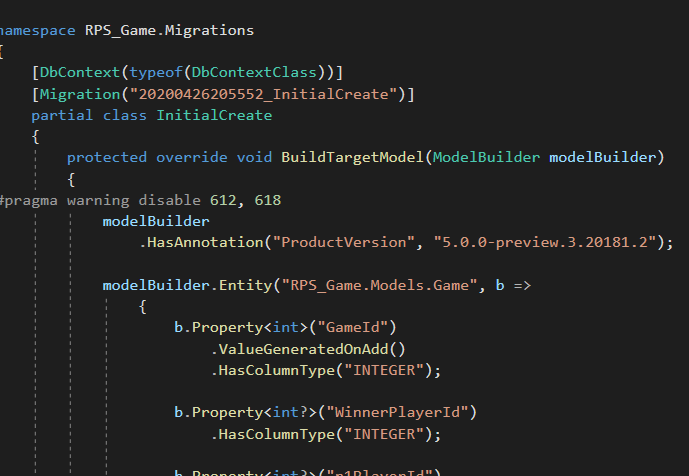 namespace RPS_Game.Migrations
{
[DbContext(typeof(DbContextClass))]
[Migration("20200426205552_InitialCreate")]
partial class InitialCreate
{
protected override void BuildTargetModel(ModelBuilder modelBuilder)
{
#pragma warning disable 612, 618
modelBuilder
.HasAnnotation("ProductVersion", "5.0.0-preview.3.20181.2");
modelBuilder.Entity("RPS_Game.Models.Game", b =>
{
b.Property<int>("GameId")
.ValueGeneratedOnAdd()
.HasColumnType("INTEGER");
b.Property<int?>("WinnerPlayerId")
.HasColumnType("INTEGER");
b.Property<int?>("p1PlayerId")